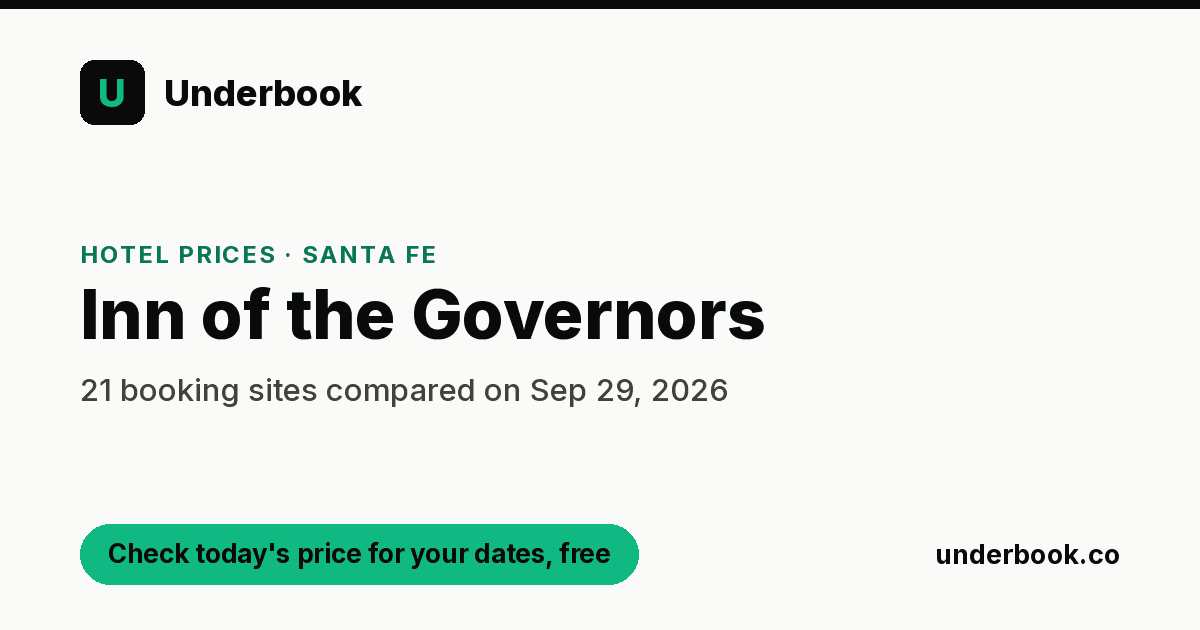 U Underbook
HOTEL PRICES · SANTA FE
Inn of the Governors
21 booking sites compared on Sep 29, 2026
Check today's price for your dates, free
underbook.co